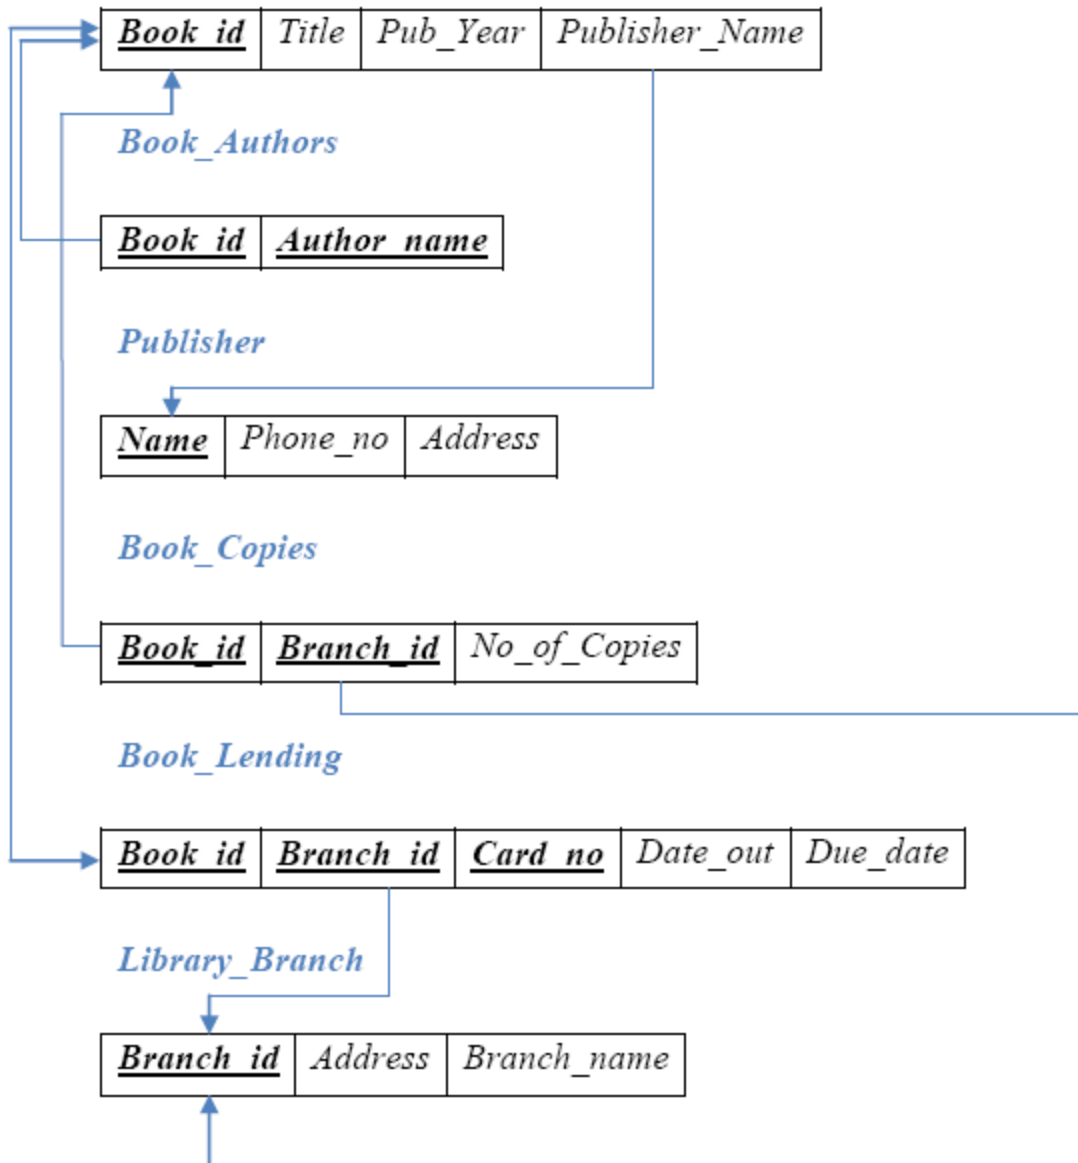 Book_id Title Pub_Year Publisher_Name
Book_Authors
Book_id Author_name
Publisher
Name Phone_no Address
Book_Copies
Book_id Branch_id No_of_Copies
Book_Lending
Book_id Branch_id Card_no Date_out Due_date
Library_Branch
Branch_id Address Branch_name